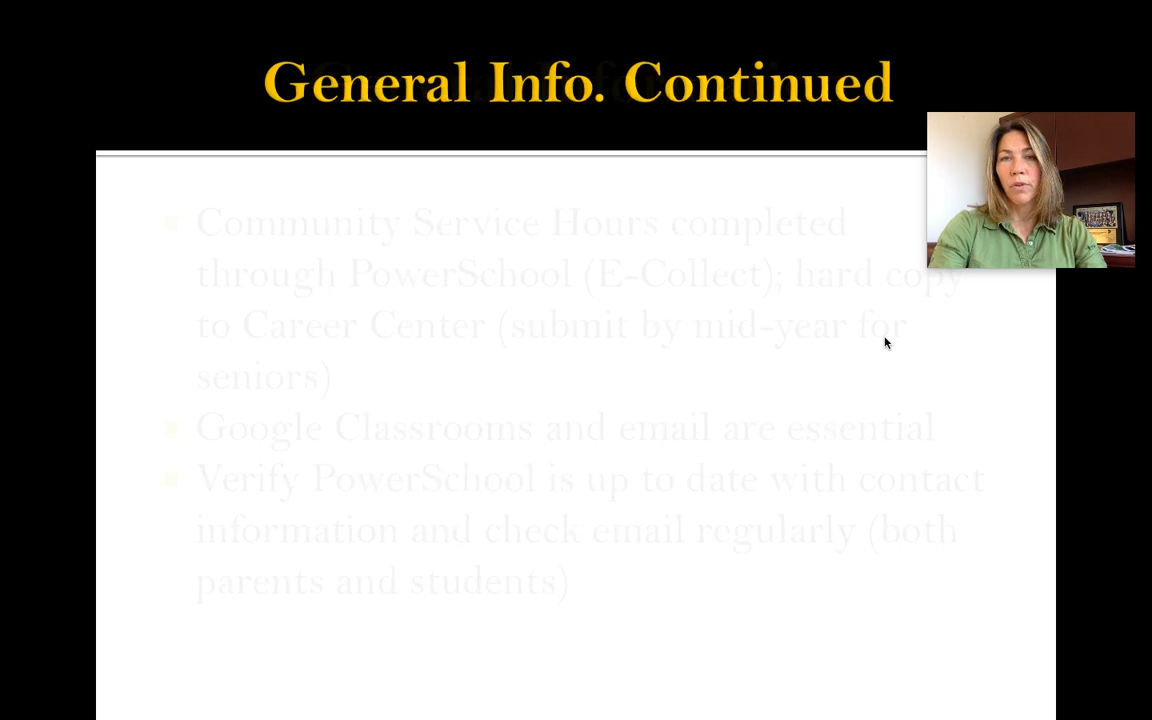 General Info. Continued
Community Service Hours completed
through PowerSchool (E-Collect); hard copy
to Career Center (submit by mid-year for
seniors)
Google Classrooms and email are essential
Verify PowerSchool is up to date with contact
information and check email regularly (both
parents and students)